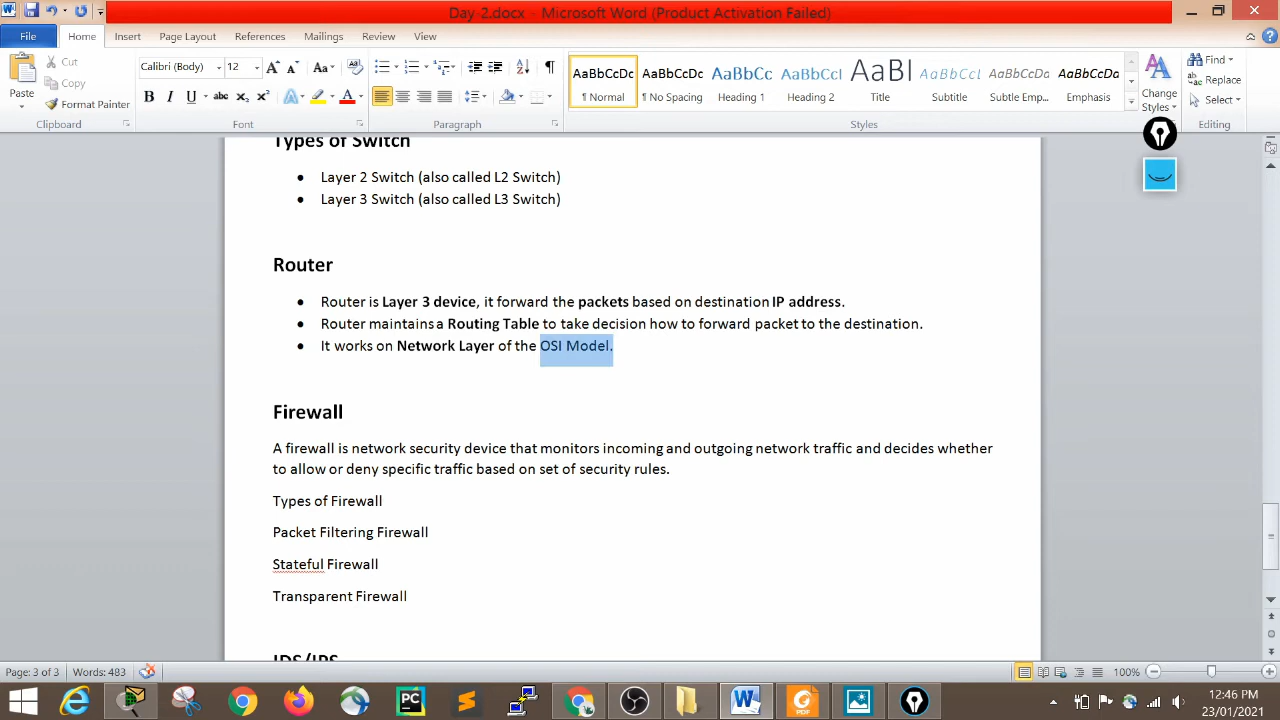 Day-2.docx - Microsoft Word (Product Activation Failed)
File Home Insert Page Layout References Mailings Review View
Paste Cut Copy Format Painter
Calibri (Body) 12
AaBbCcDc ¶ Normal
AaBbCcDc ¶ No Spacing
AaBbCc Heading 1
AaBbCcI Heading 2
AaBI Title
AaBbCcL Subtitle
AaBbCcDc Subtle Emp...
AaBbCcDc Emphasis
Change Styles
Find
Replace
Select
Clipboard Font Paragraph Styles Editing
Types of Switch
• Layer 2 Switch (also called L2 Switch)
• Layer 3 Switch (also called L3 Switch)
Router
• Router is Layer 3 device, it forward the packets based on destination IP address.
• Router maintains a Routing Table to take decision how to forward packet to the destination.
• It works on Network Layer of the OSI Model.
Firewall
A firewall is network security device that monitors incoming and outgoing network traffic and decides whether
to allow or deny specific traffic based on set of security rules.
Types of Firewall
Packet Filtering Firewall
Stateful Firewall
Transparent Firewall
IDS/IPS
Page: 3 of 3 Words: 483 100%
12:46 PM
23/01/2021